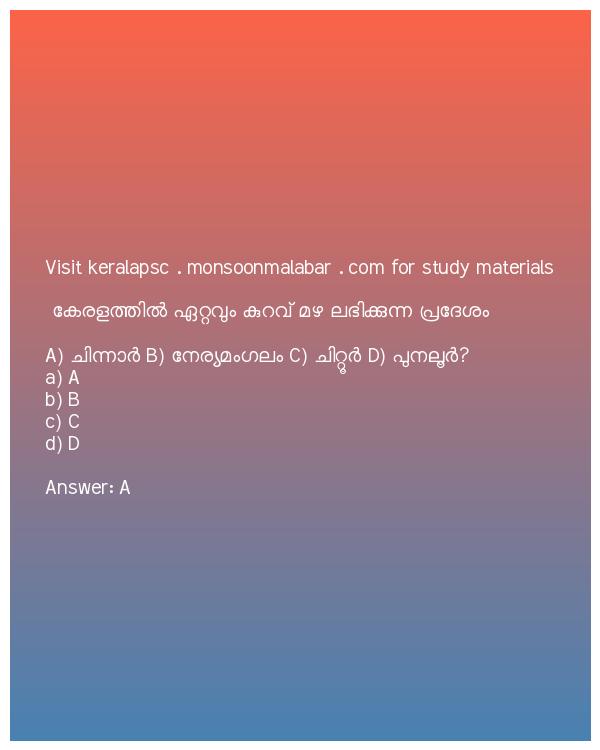 Visit keralapsc . monsoonmalabar . com for study materials
കേരളത്തിൽ ഏറ്റവും കുറവ് മഴ ലഭിക്കുന്ന പ്രദേശം
A) ചിന്നാർ B) നേര്യമംഗലം C) ചിറ്റൂർ D) പുനലൂർ?
a) A
b) B
c) C
d) D
Answer: A